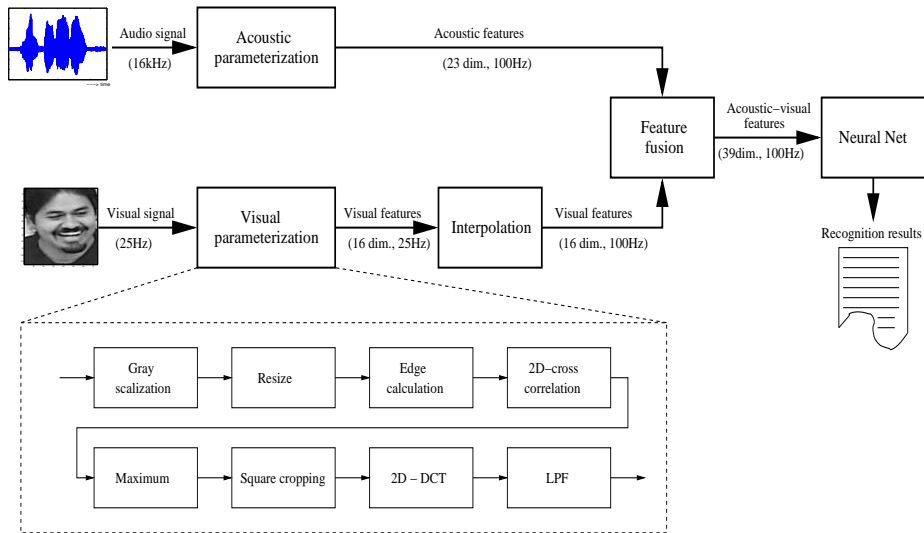 Audio signal
(16kHz)
----> time
Acoustic
parameterization
Acoustic features
(23 dim., 100Hz)
Feature
fusion
Acoustic−visual
features
(39dim., 100Hz)
Neural Net
Visual signal
(25Hz)
Visual
parameterization
Visual features
(16 dim., 25Hz)
Interpolation
Visual features
(16 dim., 100Hz)
Recognition results
Gray
scalization
Resize
Edge
calculation
2D−cross
correlation
Maximum
Square cropping
2D − DCT
LPF